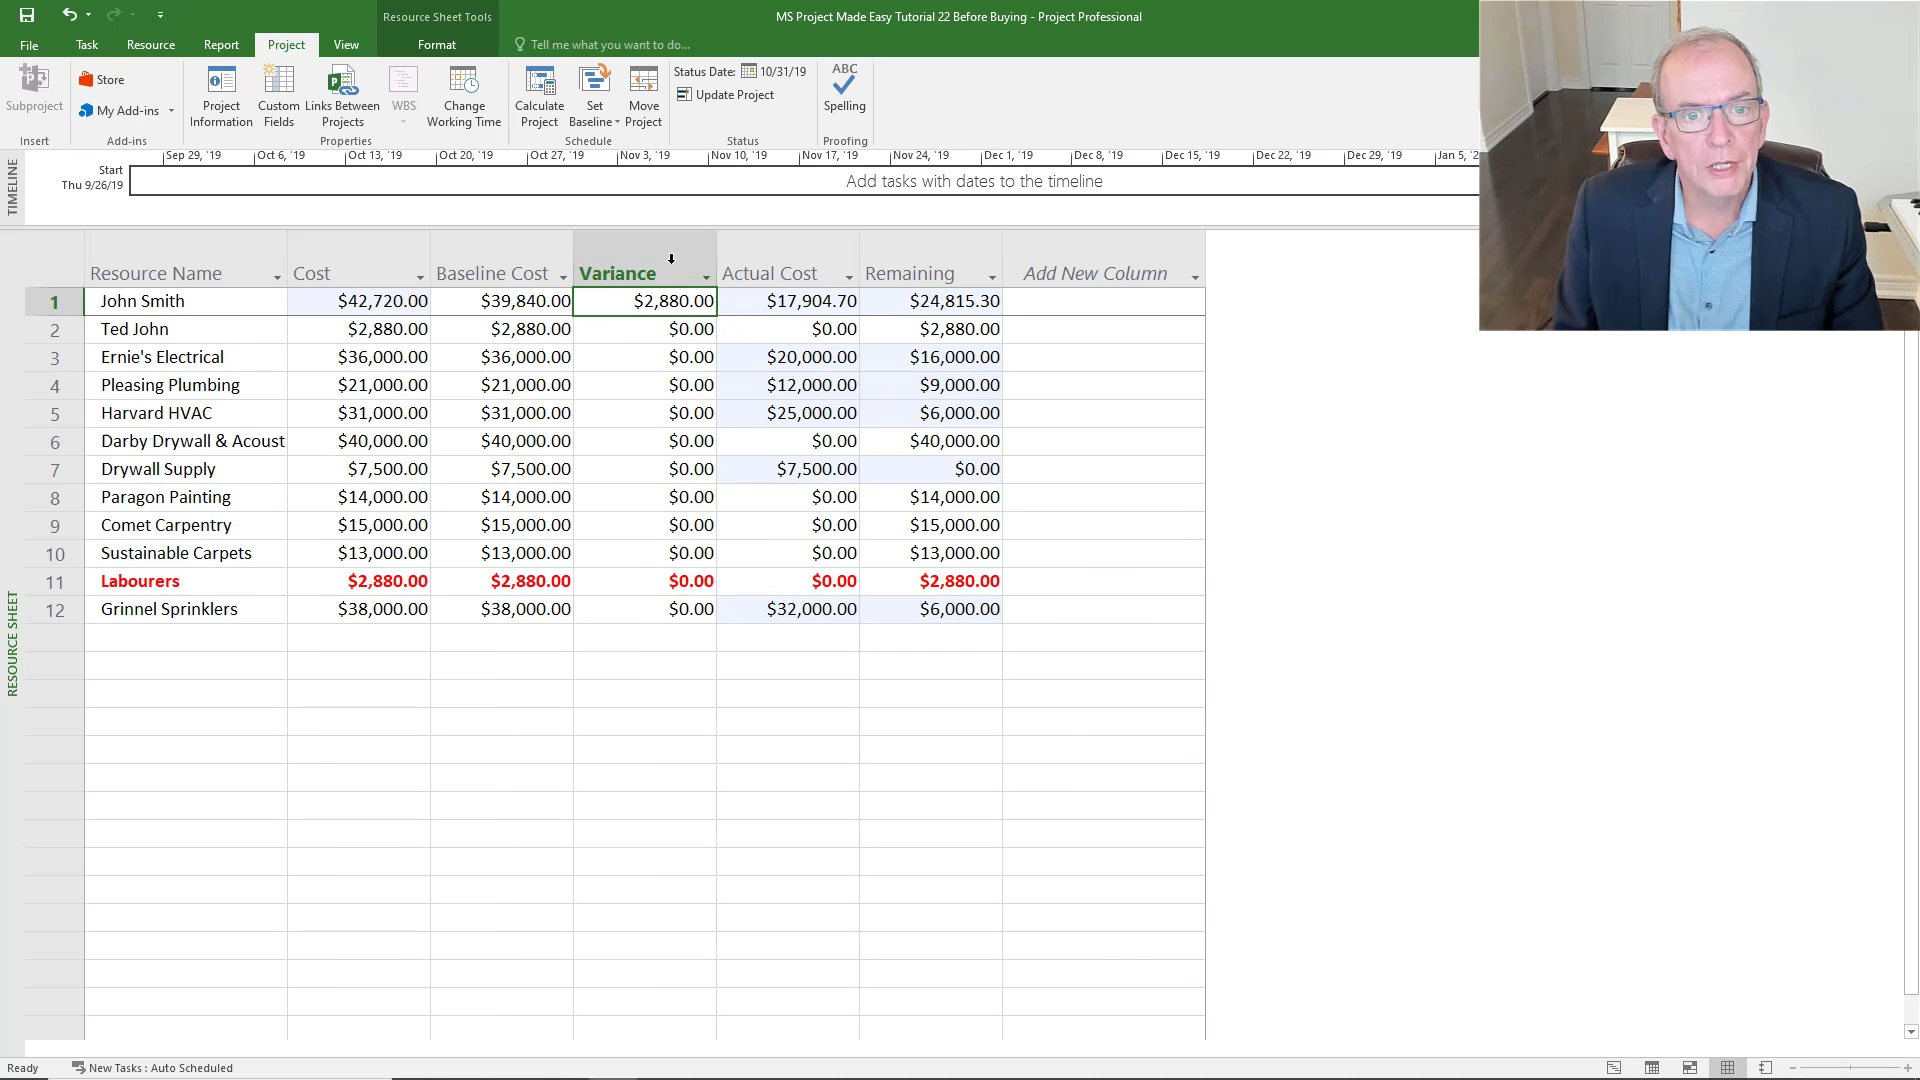 Resource Sheet Tools
MS Project Made Easy Tutorial 22 Before Buying - Project Professional
File Task Resource Report Project View Format Tell me what you want to do...
Subproject
Insert
Store
My Add-ins
Add-ins
Project Information
Custom Fields
Links Between Projects
WBS
Change Working Time
Properties
Calculate Project
Set Baseline
Move Project
Schedule
Status Date: 10/31/19
Update Project
Status
ABC
Spelling
Proofing
TIMELINE
Sep 29, '19 Oct 6, '19 Oct 13, '19 Oct 20, '19 Oct 27, '19 Nov 3, '19 Nov 10, '19 Nov 17, '19 Nov 24, '19 Dec 1, '19 Dec 8, '19 Dec 15, '19 Dec 22, '19 Dec 29, '19 Jan 5, '2
Start
Thu 9/26/19
Add tasks with dates to the timeline
Resource Name Cost Baseline Cost Variance Actual Cost Remaining Add New Column
1 John Smith $42,720.00 $39,840.00 $2,880.00 $17,904.70 $24,815.30
2 Ted John $2,880.00 $2,880.00 $0.00 $0.00 $2,880.00
3 Ernie's Electrical $36,000.00 $36,000.00 $0.00 $20,000.00 $16,000.00
4 Pleasing Plumbing $21,000.00 $21,000.00 $0.00 $12,000.00 $9,000.00
5 Harvard HVAC $31,000.00 $31,000.00 $0.00 $25,000.00 $6,000.00
6 Darby Drywall & Acoust $40,000.00 $40,000.00 $0.00 $0.00 $40,000.00
7 Drywall Supply $7,500.00 $7,500.00 $0.00 $7,500.00 $0.00
8 Paragon Painting $14,000.00 $14,000.00 $0.00 $0.00 $14,000.00
9 Comet Carpentry $15,000.00 $15,000.00 $0.00 $0.00 $15,000.00
10 Sustainable Carpets $13,000.00 $13,000.00 $0.00 $0.00 $13,000.00
11 Labourers $2,880.00 $2,880.00 $0.00 $0.00 $2,880.00
12 Grinnel Sprinklers $38,000.00 $38,000.00 $0.00 $32,000.00 $6,000.00
RESOURCE SHEET
Ready New Tasks : Auto Scheduled